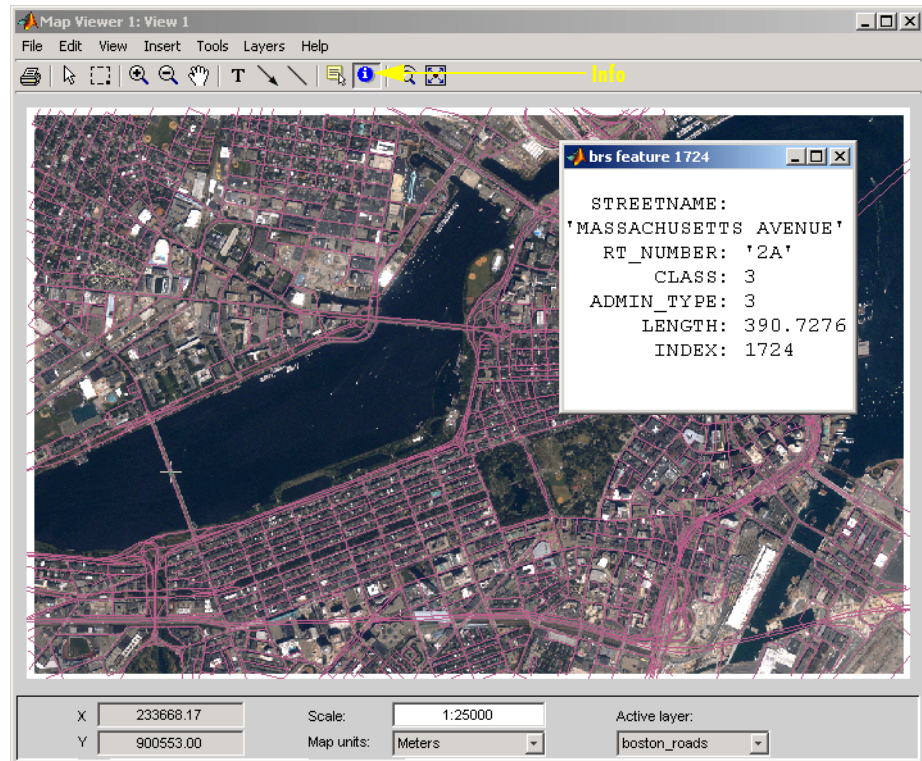 Map Viewer 1: View 1
File Edit View Insert Tools Layers Help
T
info
brs feature 1724
STREETNAME:
'MASSACHUSETTS AVENUE'
RT_NUMBER: '2A'
CLASS: 3
ADMIN_TYPE: 3
LENGTH: 390.7276
INDEX: 1724
X 233668.17 Scale: 1:25000 Active layer:
Y 900553.00 Map units: Meters boston_roads